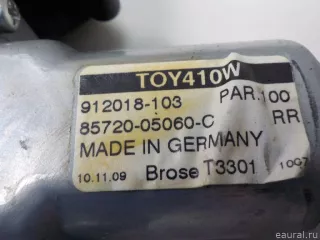 TOY410W
912018-103 PAR.100
85720-05060-C RR
MADE IN GERMANY
10.11.09 Brose T3301 1007
© eaural.ru